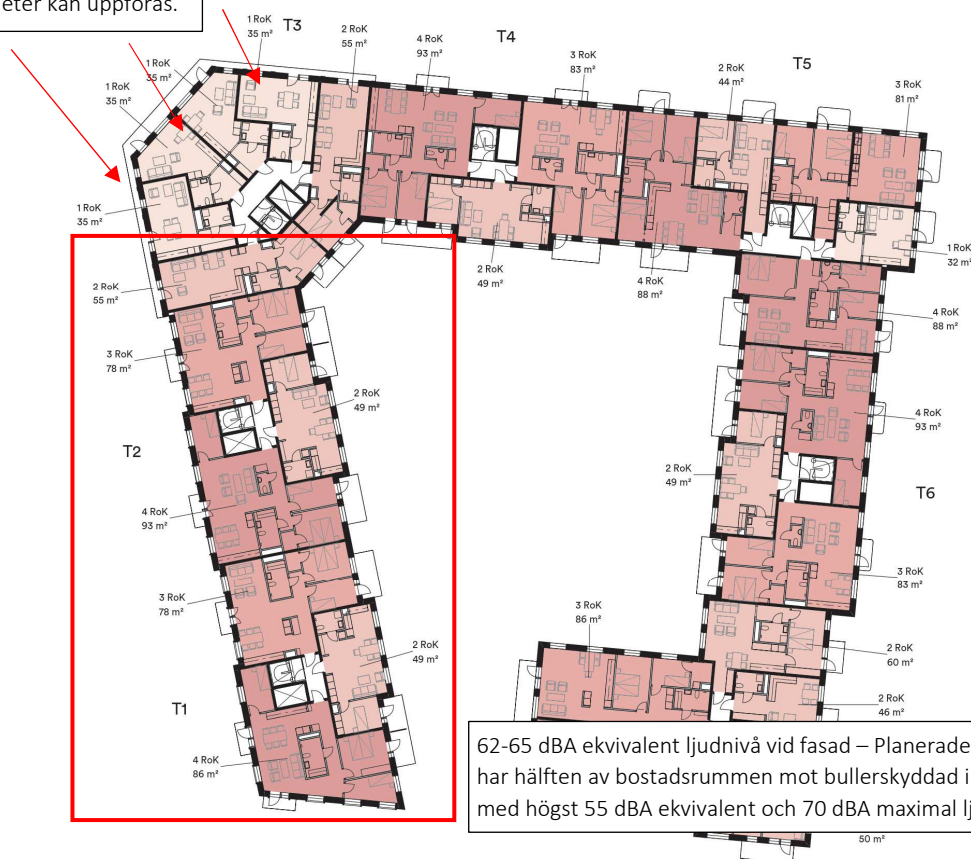 eter kan uppföras.
1 RoK
35 m²
T3
2 RoK
55 m²
4 RoK
93 m²
T4
3 RoK
83 m²
2 RoK
44 m²
T5
3 RoK
81 m²
1 RoK
35 m²
1 RoK
35 m²
1 RoK
35 m²
2 RoK
55 m²
2 RoK
49 m²
4 RoK
88 m²
1 RoK
32 m²
4 RoK
88 m²
3 RoK
78 m²
2 RoK
49 m²
4 RoK
93 m²
T2
2 RoK
49 m²
T6
4 RoK
93 m²
3 RoK
83 m²
3 RoK
78 m²
3 RoK
86 m²
2 RoK
49 m²
2 RoK
60 m²
2 RoK
46 m²
T1
4 RoK
86 m²
62-65 dBA ekvivalent ljudnivå vid fasad – Planerade
har hälften av bostadsrummen mot bullerskyddad i
med högst 55 dBA ekvivalent och 70 dBA maximal lj
50 m²